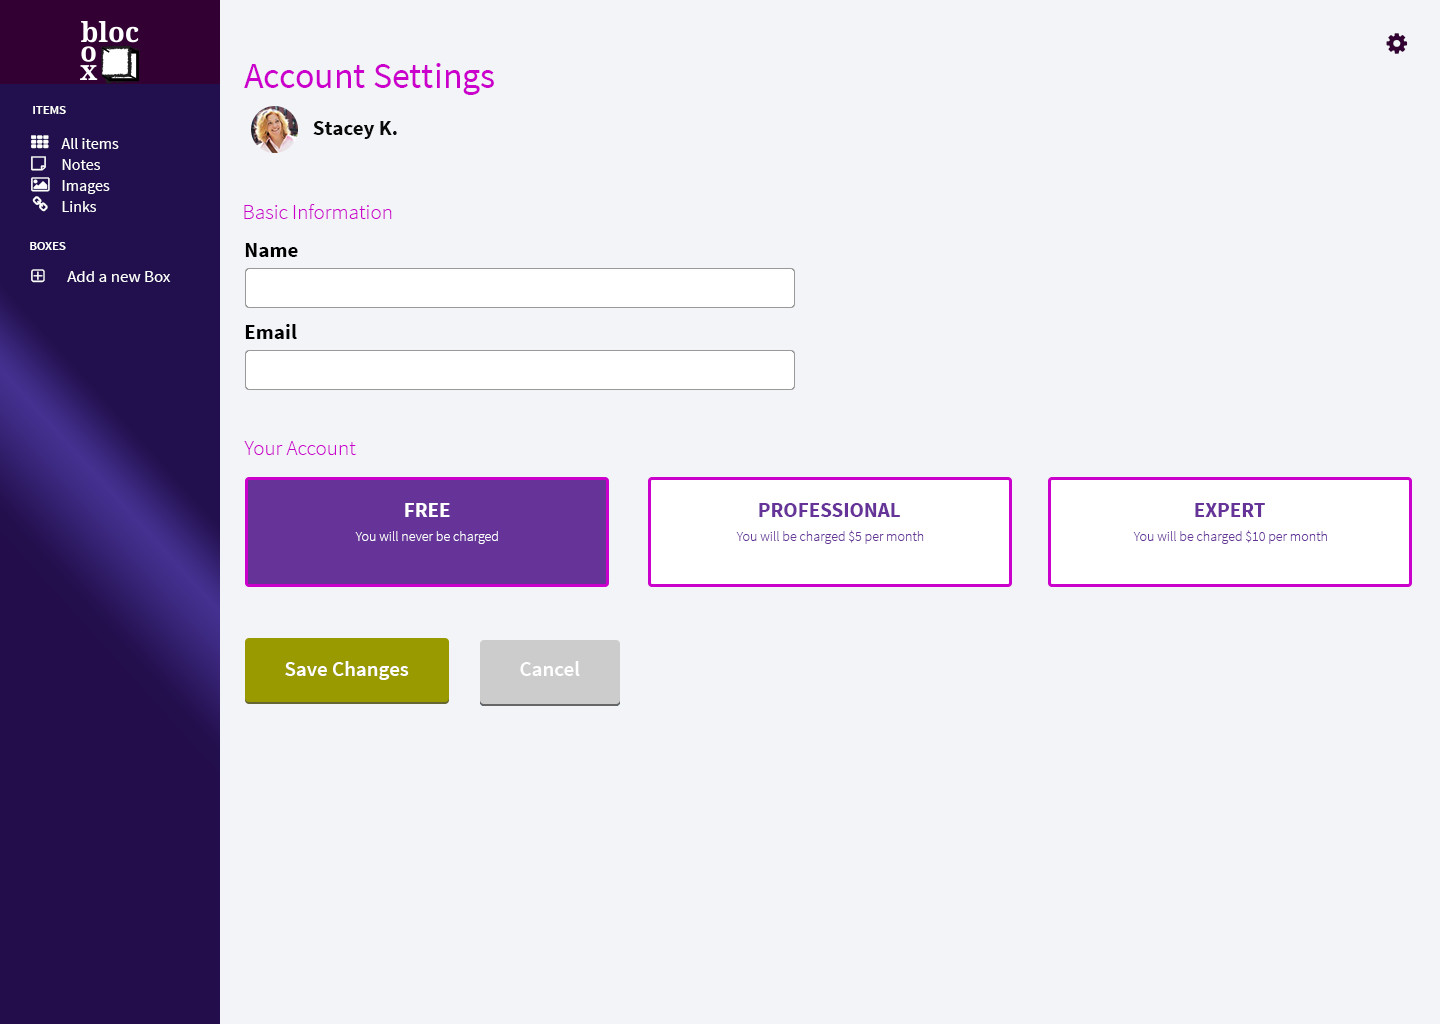 bloc
o
x
ITEMS
All items
Notes
Images
Links
BOXES
Add a new Box
Account Settings
Stacey K.
Basic Information
Name
Email
Your Account
FREE
You will never be charged
PROFESSIONAL
You will be charged $5 per month
EXPERT
You will be charged $10 per month
Save Changes
Cancel